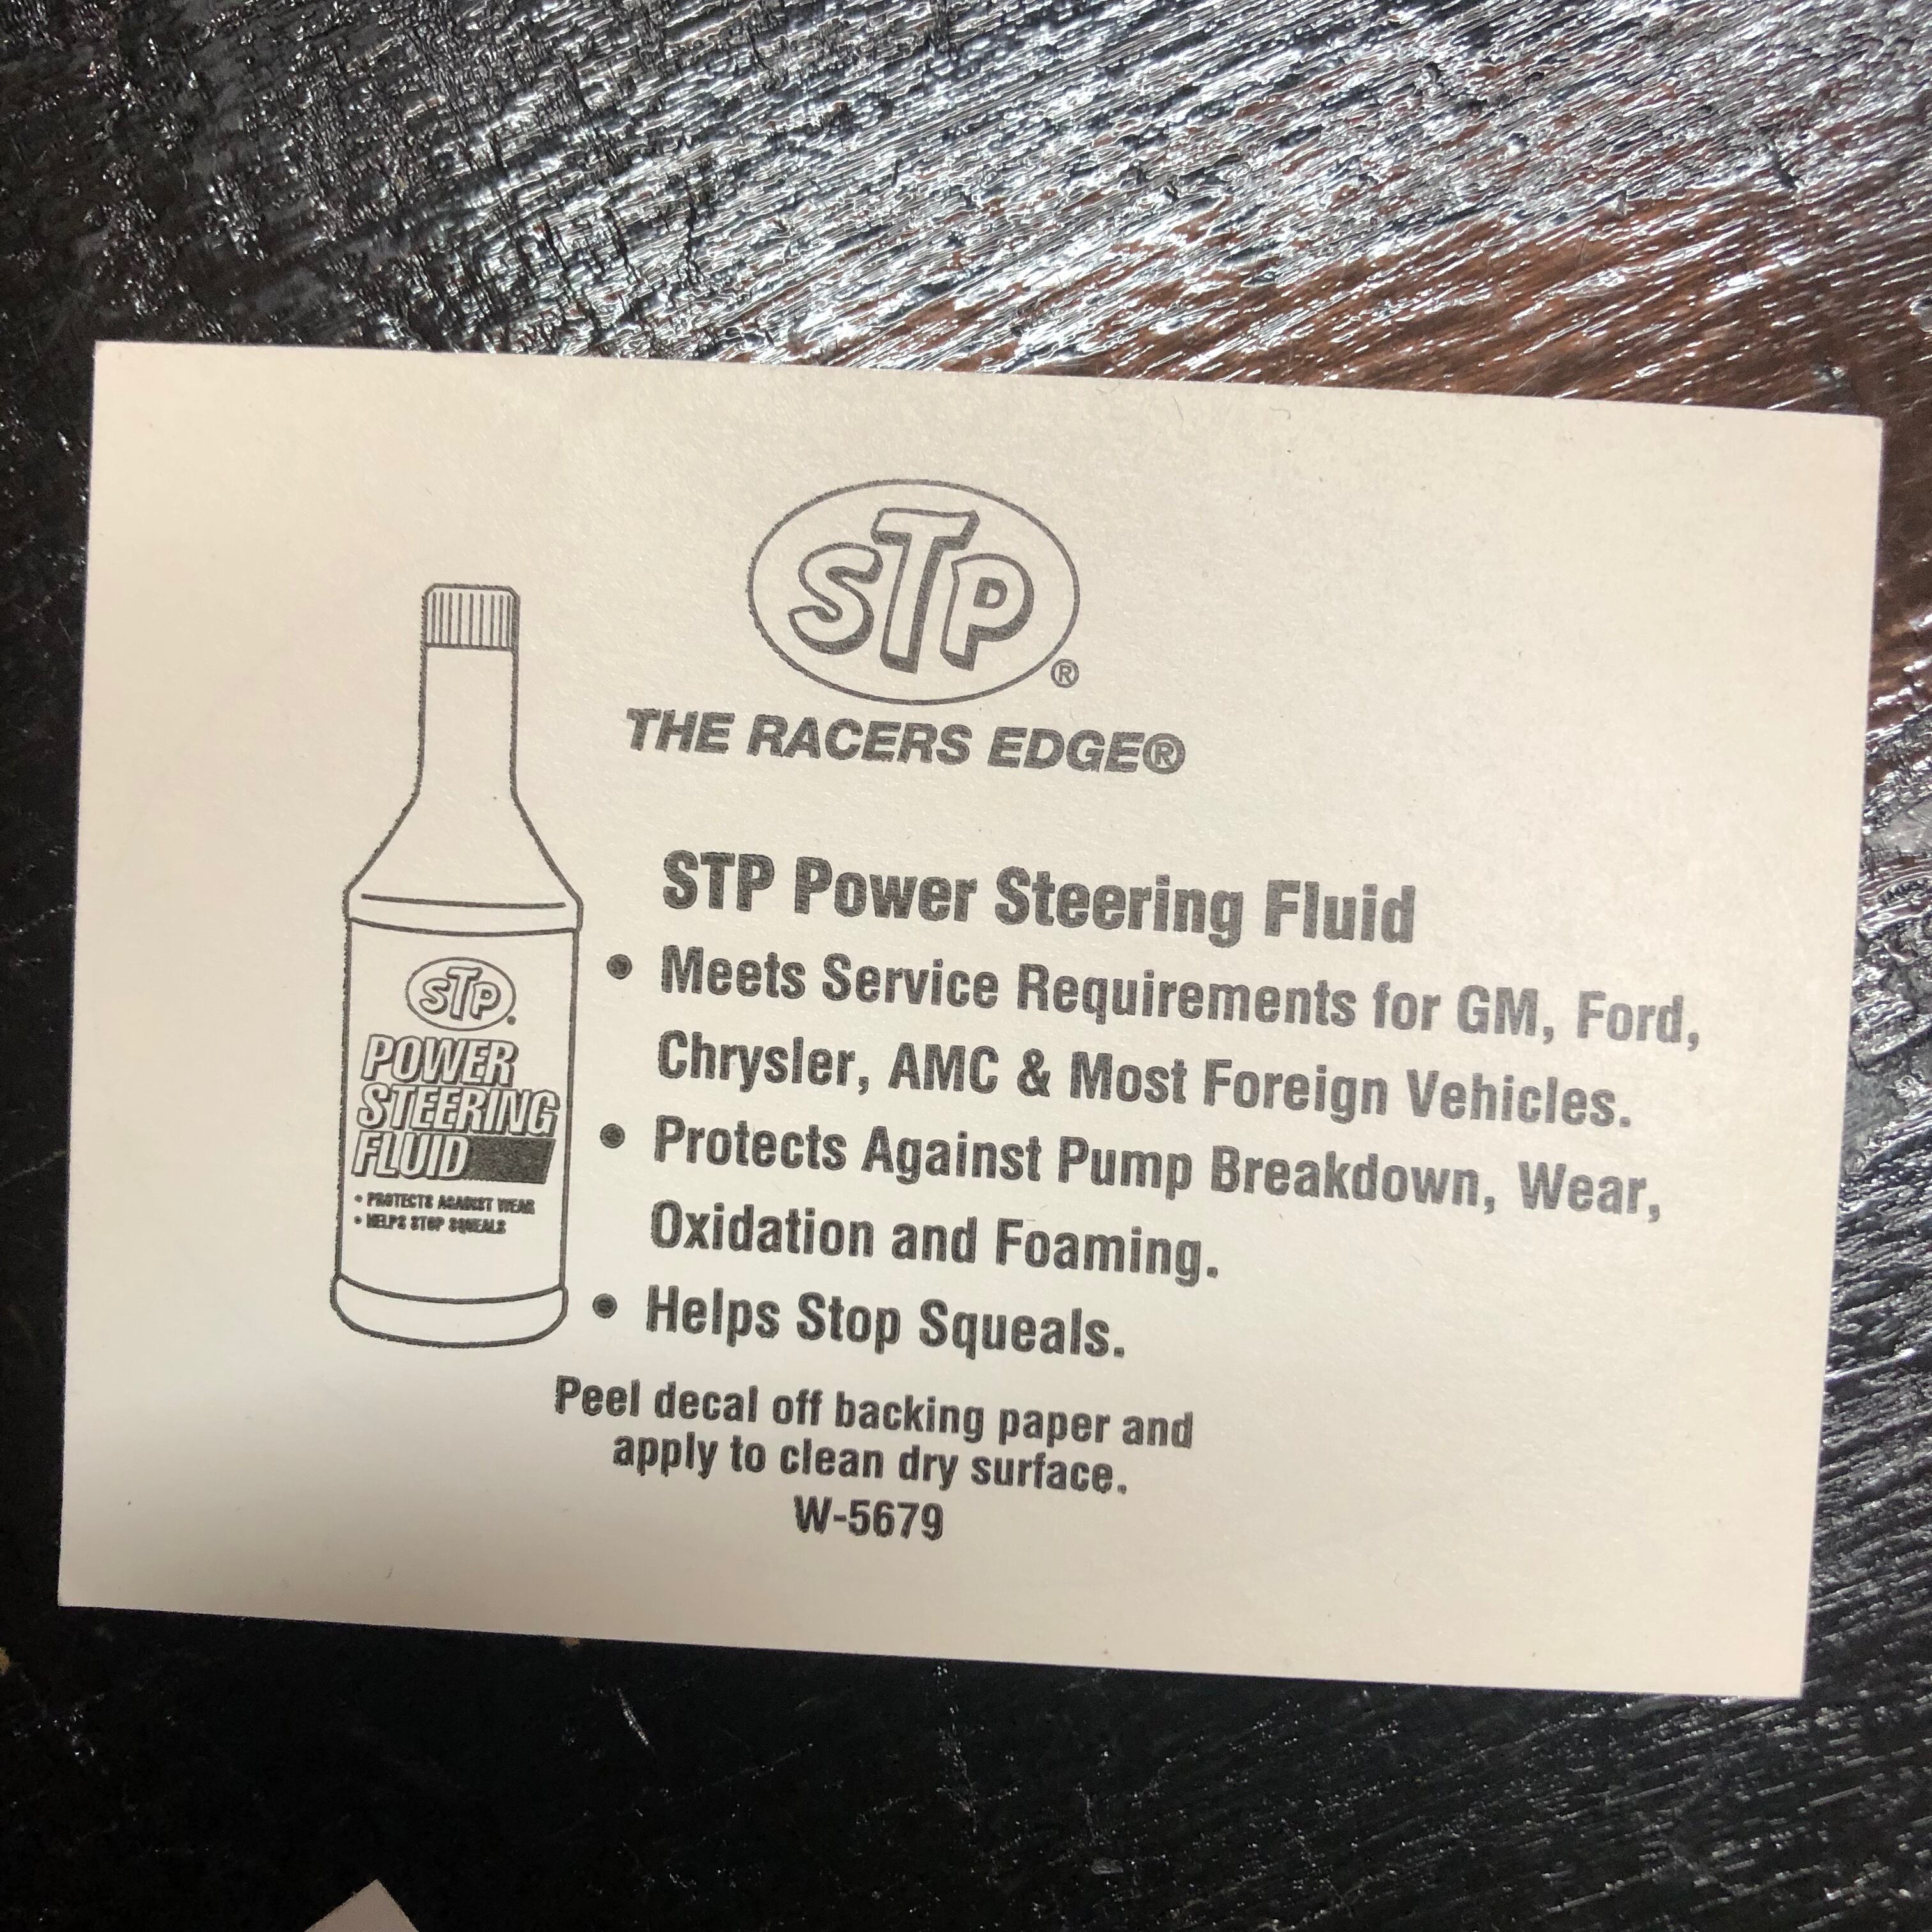 STP®
THE RACERS EDGE®
STP Power Steering Fluid
• Meets Service Requirements for GM, Ford,
Chrysler, AMC & Most Foreign Vehicles.
• Protects Against Pump Breakdown, Wear,
Oxidation and Foaming.
• Helps Stop Squeals.
Peel decal off backing paper and
apply to clean dry surface.
W-5679
STP
POWER
STEERING
FLUID
• PROTECTS AGAINST WEAR
• HELPS STOP SQUEALS